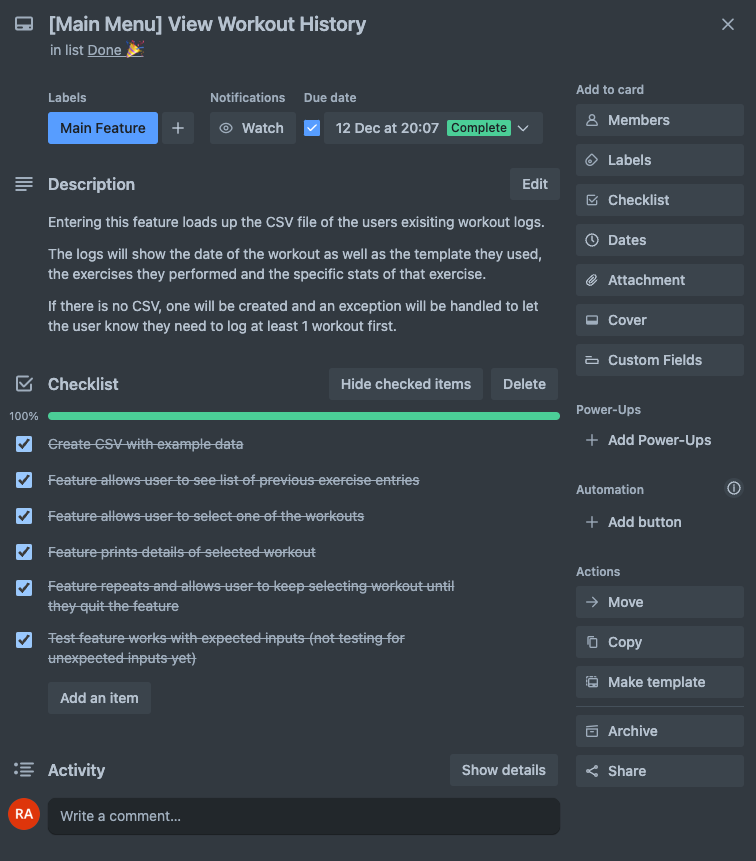 [Main Menu] View Workout History
in list Done 🎉
Labels
Main Feature
Notifications
Watch
Due date
12 Dec at 20:07 Complete
Description
Edit
Entering this feature loads up the CSV file of the users exisiting workout logs.
The logs will show the date of the workout as well as the template they used,
the exercises they performed and the specific stats of that exercise.
If there is no CSV, one will be created and an exception will be handled to let
the user know they need to log at least 1 workout first.
Checklist
Hide checked items
Delete
100%
Create CSV with example data
Feature allows user to see list of previous exercise entries
Feature allows user to select one of the workouts
Feature prints details of selected workout
Feature repeats and allows user to keep selecting workout until
they quit the feature
Test feature works with expected inputs (not testing for
unexpected inputs yet)
Add an item
Activity
Show details
RA
Write a comment...
Add to card
Members
Labels
Checklist
Dates
Attachment
Cover
Custom Fields
Power-Ups
+ Add Power-Ups
Automation
+ Add button
Actions
Move
Copy
Make template
Archive
Share